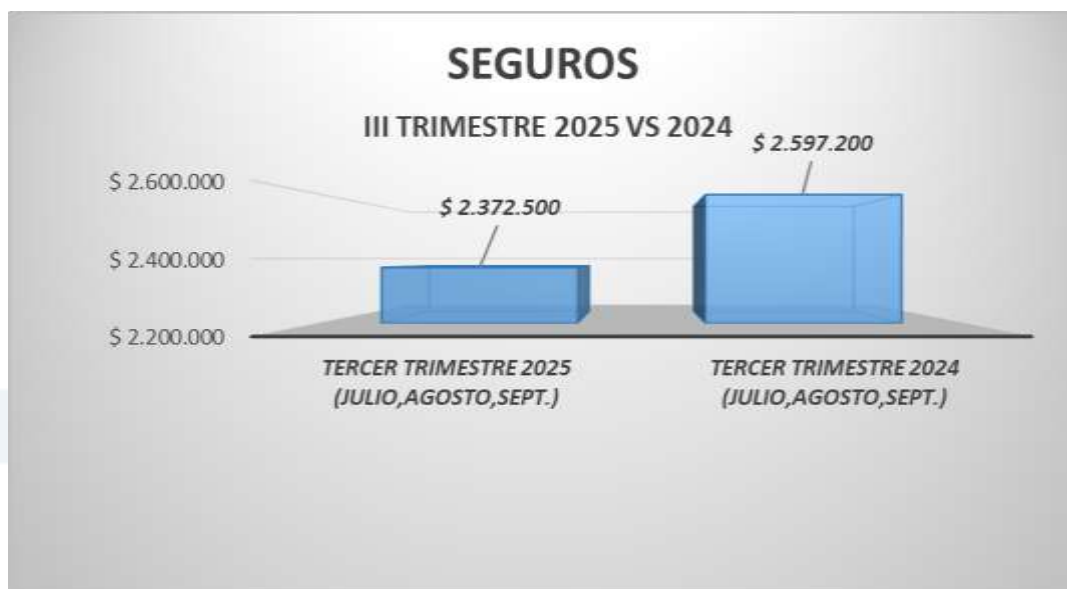 SEGUROS
III TRIMESTRE 2025 VS 2024
$ 2.597.200
$ 2.600.000
$ 2.372.500
$ 2.400.000
$ 2.200.000
TERCER TRIMESTRE 2025
(JULIO,AGOSTO,SEPT.)
TERCER TRIMESTRE 2024
(JULIO,AGOSTO,SEPT.)